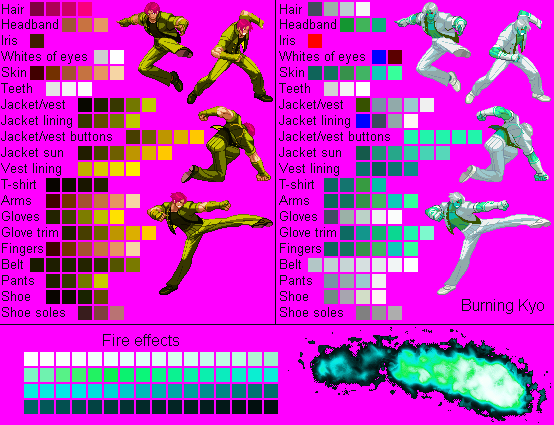 Hair
Headband
Iris
Whites of eyes
Skin
Teeth
Jacket/vest
Jacket lining
Jacket/vest buttons
Jacket sun
Vest lining
T-shirt
Arms
Gloves
Glove trim
Fingers
Belt
Pants
Shoe
Shoe soles
Hair
Headband
Iris
Whites of eyes
Skin
Teeth
Jacket/vest
Jacket lining
Jacket/vest buttons
Jacket sun
Vest lining
T-shirt
Arms
Gloves
Glove trim
Fingers
Belt
Pants
Shoe
Shoe soles
Burning Kyo
Fire effects